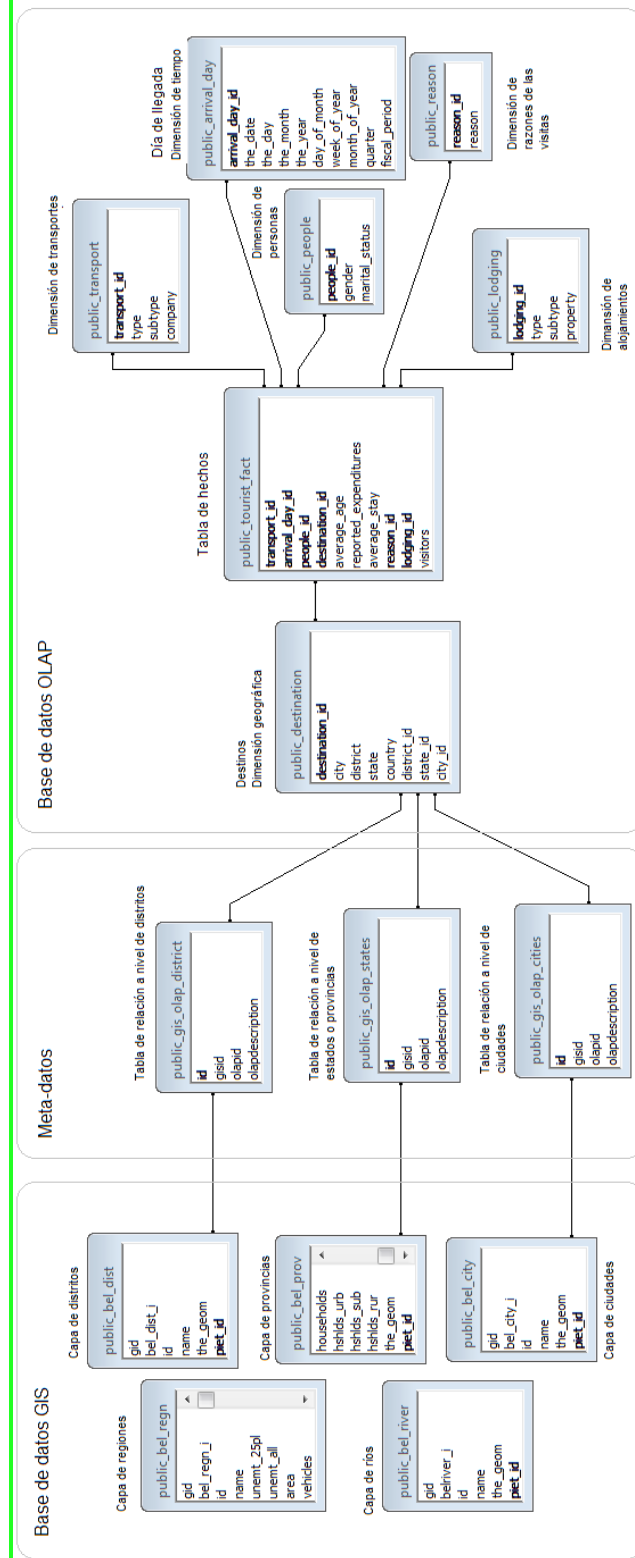 Base de datos GIS
Capa de regiones
public_bel_regn
gid
bel_regn_i
id
name
unemt_25pl
unemt_all
area
vehicles
Capa de distritos
public_bel_dist
gid
bel_dist_i
id
name
the_geom
piet_id
Capa de ríos
public_bel_river
gid
belriver_i
id
name
the_geom
piet_id
Capa de provincias
public_bel_prov
households
hshlds_urb
hshlds_sub
hshlds_rur
the_geom
piet_id
public_bel_city
gid
bel_city_i
id
name
the_geom
piet_id
Capa de ciudades
Meta-datos
Tabla de relación a nivel de distritos
public_gis_olap_district
id
gisid
olapid
olapdescription
Tabla de relación a nivel de
estados o provincias
public_gis_olap_states
id
gisid
olapid
olapdescription
Tabla de relación a nivel de
ciudades
public_gis_olap_cities
id
gisid
olapid
olapdescription
Base de datos OLAP
Destinos
Dimensión geográfica
public_destination
destination_id
city
district
state
country
district_id
state_id
city_id
Tabla de hechos
public_tourist_fact
transport_id
arrival_day_id
people_id
destination_id
average_age
reported_expenditures
average_stay
reason_id
lodging_id
visitors
Dimensión de transportes
public_transport
transport_id
type
subtype
company
Día de llegada
Dimensión de tiempo
public_arrival_day
arrival_day_id
the_date
the_day
the_month
the_year
day_of_month
week_of_year
month_of_year
quarter
fiscal_period
Dimensión de
personas
public_people
people_id
gender
marital_status
public_reason
reason_id
reason
Dimensión de
razones de las
visitas
public_lodging
lodging_id
type
subtype
property
Dimansión de
alojamientos